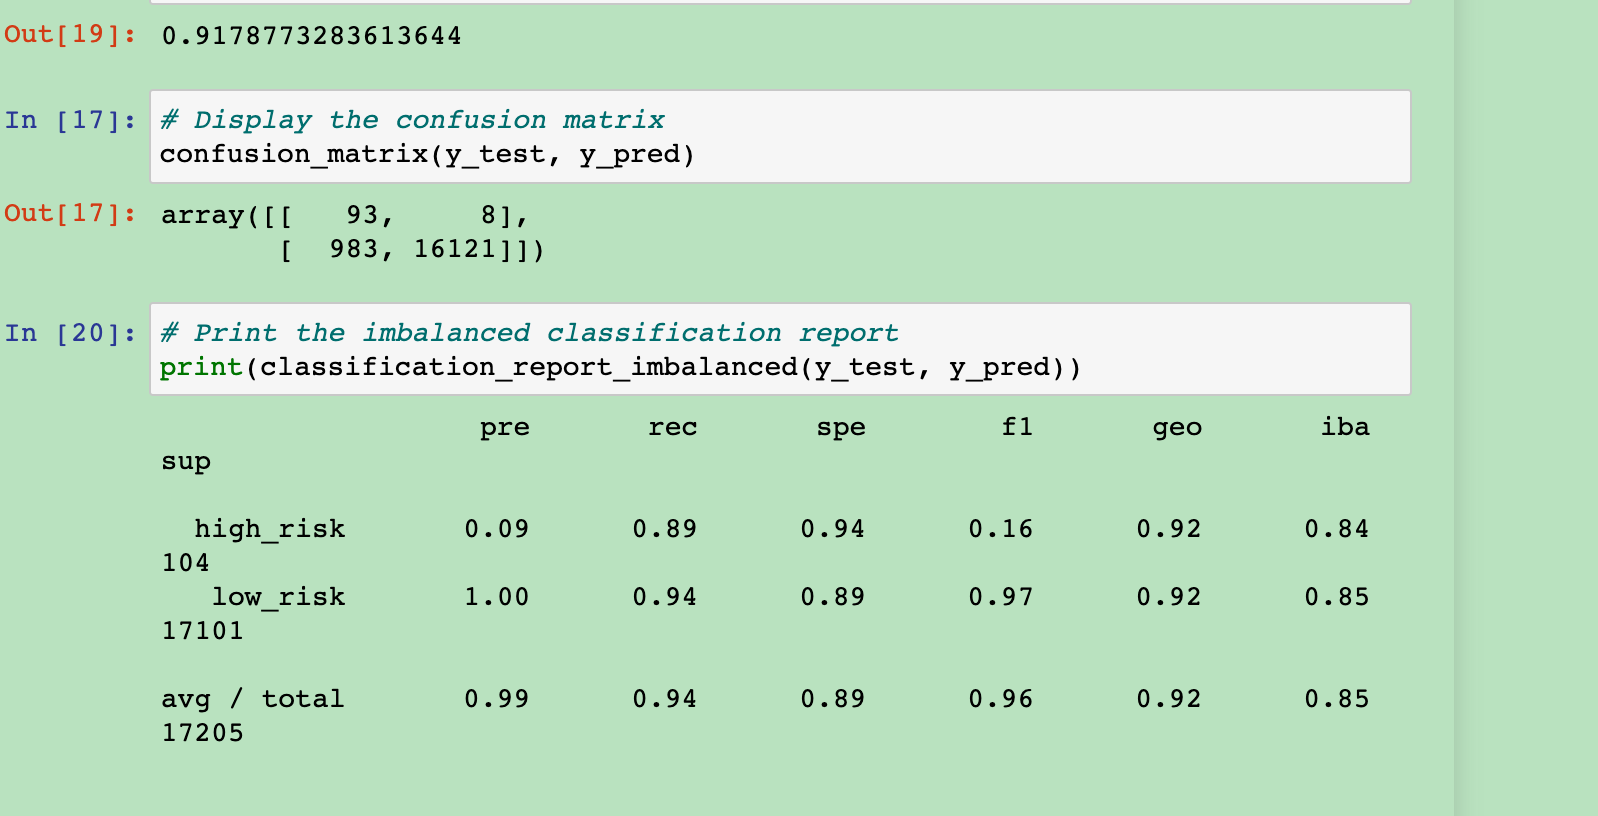 Out[19]: 0.9178773283613644
In [17]: # Display the confusion matrix
confusion_matrix(y_test, y_pred)
Out[17]: array([[   93,     8],
       [  983, 16121]])
In [20]: # Print the imbalanced classification report
print(classification_report_imbalanced(y_test, y_pred))
pre rec spe f1 geo iba
sup
high_risk 0.09 0.89 0.94 0.16 0.92 0.84
104
low_risk 1.00 0.94 0.89 0.97 0.92 0.85
17101
avg / total 0.99 0.94 0.89 0.96 0.92 0.85
17205